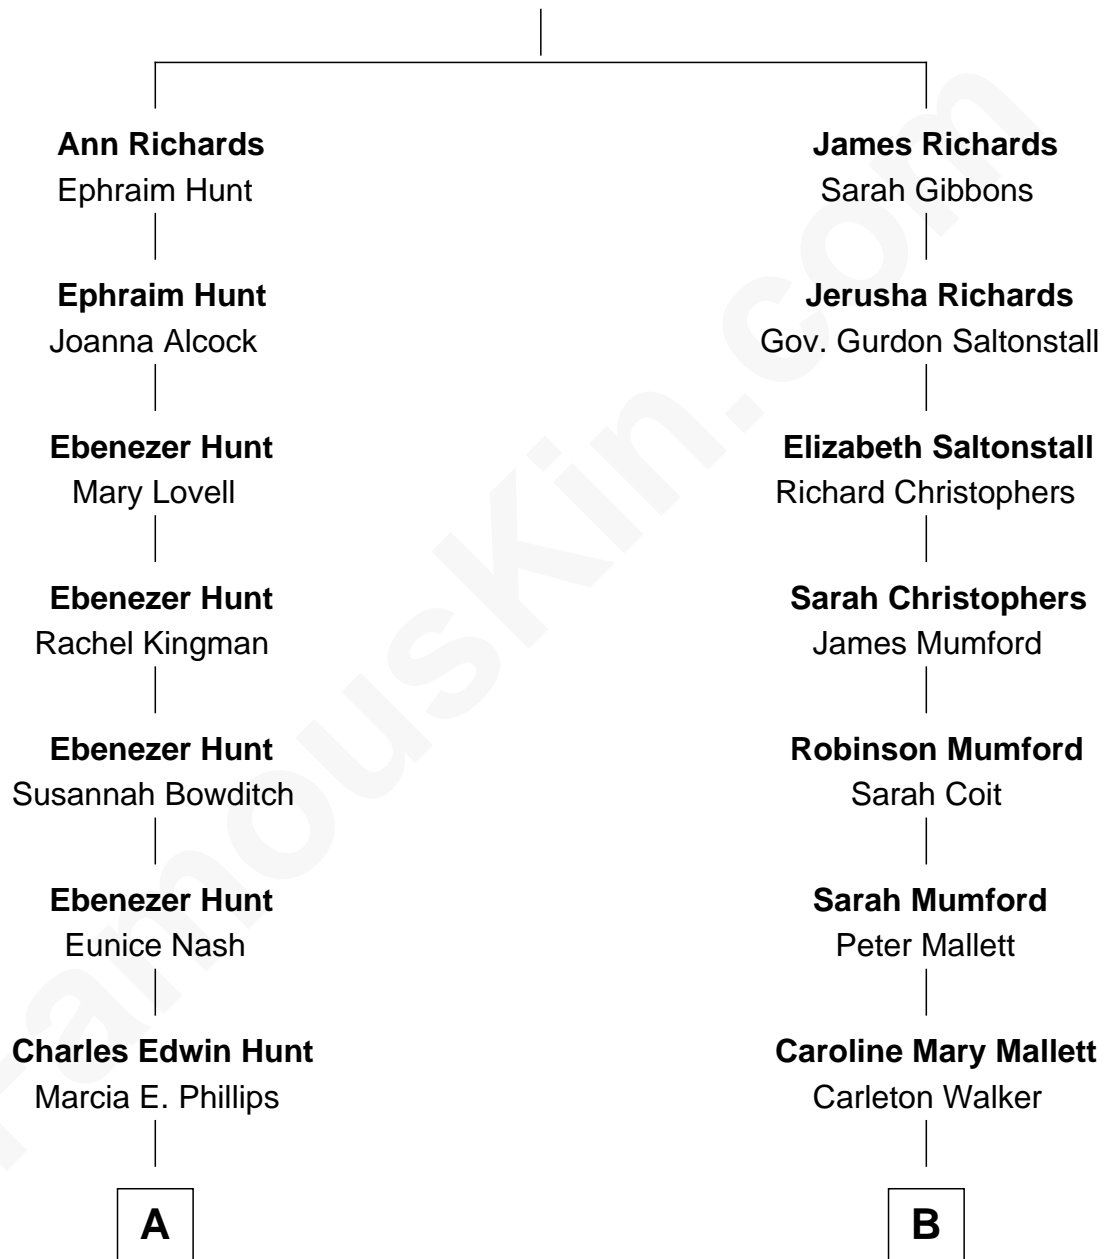 Ann Richards
Ephraim Hunt
Ephraim Hunt
Joanna Alcock
Ebenezer Hunt
Mary Lovell
Ebenezer Hunt
Rachel Kingman
Ebenezer Hunt
Susannah Bowditch
Ebenezer Hunt
Eunice Nash
Charles Edwin Hunt
Marcia E. Phillips
A
James Richards
Sarah Gibbons
Jerusha Richards
Gov. Gurdon Saltonstall
Elizabeth Saltonstall
Richard Christophers
Sarah Christophers
James Mumford
Robinson Mumford
Sarah Coit
Sarah Mumford
Peter Mallett
Caroline Mary Mallett
Carleton Walker
B
FamousKin.com